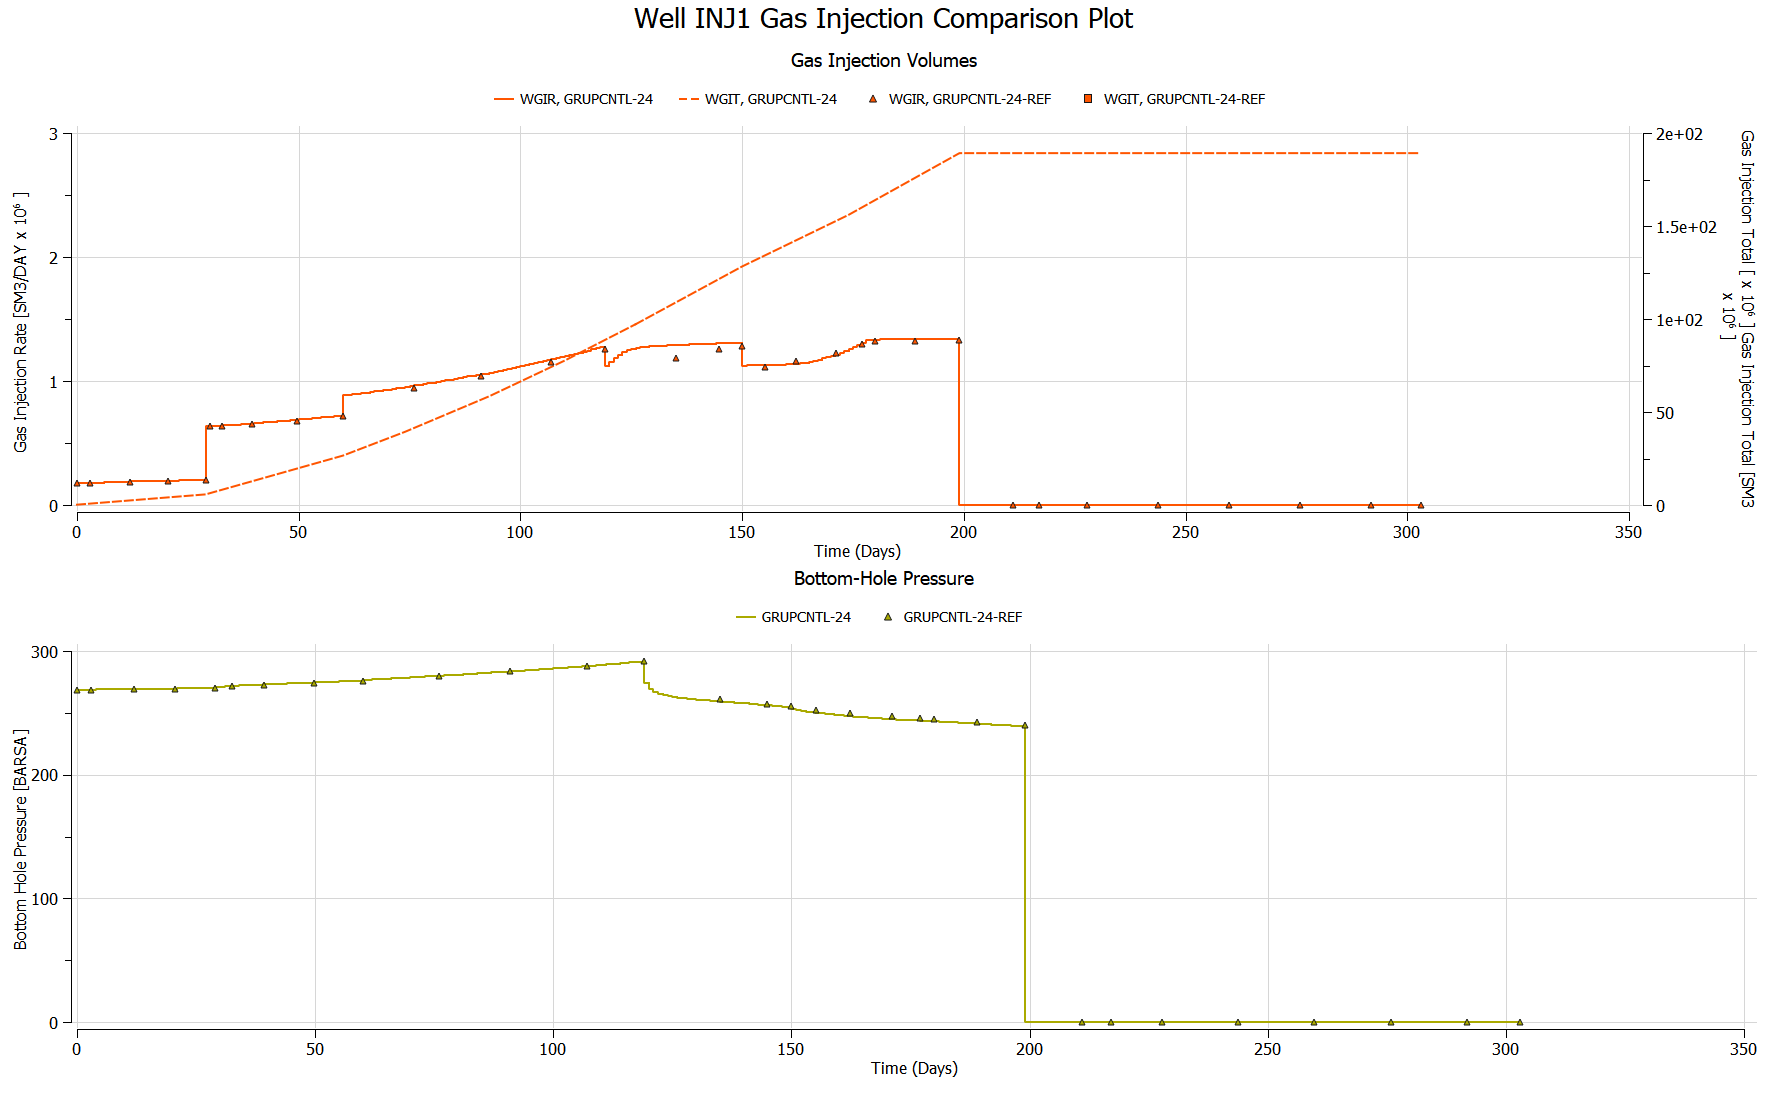 Well INJ1 Gas Injection Comparison Plot
Gas Injection Volumes
WGIR, GRUPCNTL-24 WGIT, GRUPCNTL-24 WGIR, GRUPCNTL-24-REF WGIT, GRUPCNTL-24-REF
Gas Injection Rate [SM3/DAY x 10⁶ ]
3
2
1
0
2e+02
1.5e+02
1e+02
50
0
Gas Injection Total [ x 10⁶ ] Gas Injection Total [SM3
x 10⁶ ]
0 50 100 150 200 250 300 350
Time (Days)
Bottom-Hole Pressure
GRUPCNTL-24 GRUPCNTL-24-REF
Bottom Hole Pressure [BARSA]
300
200
100
0
0 50 100 150 200 250 300 350
Time (Days)